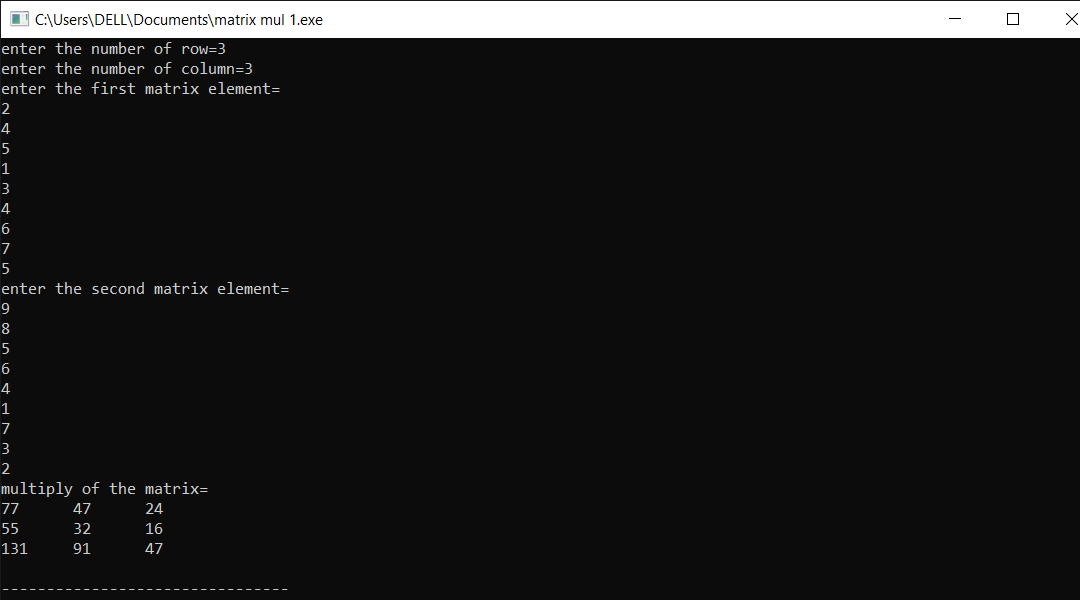 C:\Users\DELL\Documents\matrix mul 1.exe
enter the number of row=3
enter the number of column=3
enter the first matrix element=
2
4
5
1
3
4
6
7
5
enter the second matrix element=
9
8
5
6
4
1
7
3
2
multiply of the matrix=
77 47 24
55 32 16
131 91 47
--------------------------------